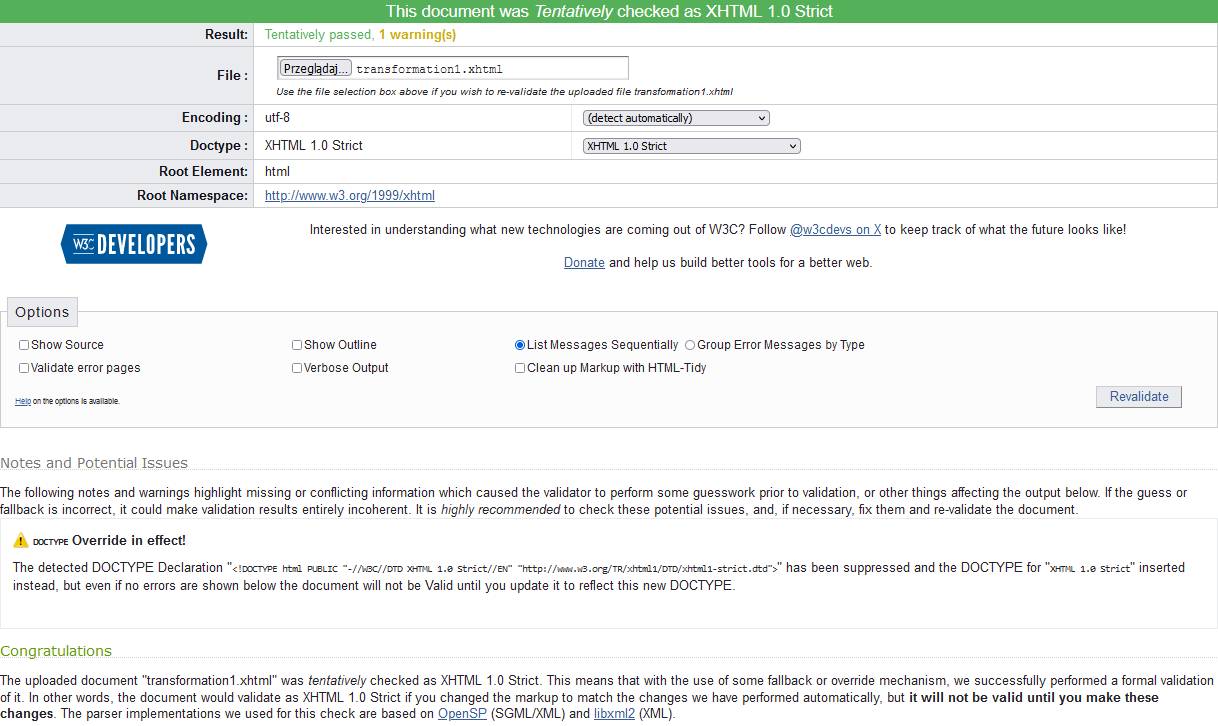 This document was Tentatively checked as XHTML 1.0 Strict
Result: Tentatively passed, 1 warning(s)
File : Przeglądaj... transformation1.xhtml
Use the file selection box above if you wish to re-validate the uploaded file transformation1.xhtml
Encoding : utf-8 (detect automatically)
Doctype : XHTML 1.0 Strict XHTML 1.0 Strict
Root Element: html
Root Namespace: http://www.w3.org/1999/xhtml
W3C DEVELOPERS
Interested in understanding what new technologies are coming out of W3C? Follow @w3cdevs on X to keep track of what the future looks like!
Donate and help us build better tools for a better web.
Options
Show Source Show Outline List Messages Sequentially Group Error Messages by Type
Validate error pages Verbose Output Clean up Markup with HTML-Tidy
Help on the options is available.
Revalidate
Notes and Potential Issues
The following notes and warnings highlight missing or conflicting information which caused the validator to perform some guesswork prior to validation, or other things affecting the output below. If the guess or
fallback is incorrect, it could make validation results entirely incoherent. It is highly recommended to check these potential issues, and, if necessary, fix them and re-validate the document.
DOCTYPE Override in effect!
The detected DOCTYPE Declaration "<!DOCTYPE html PUBLIC "-//W3C//DTD XHTML 1.0 Strict//EN" "http://www.w3.org/TR/xhtml1/DTD/xhtml1-strict.dtd">" has been suppressed and the DOCTYPE for "XHTML 1.0 Strict" inserted
instead, but even if no errors are shown below the document will not be Valid until you update it to reflect this new DOCTYPE.
Congratulations
The uploaded document "transformation1.xhtml" was tentatively checked as XHTML 1.0 Strict. This means that with the use of some fallback or override mechanism, we successfully performed a formal validation
of it. In other words, the document would validate as XHTML 1.0 Strict if you changed the markup to match the changes we have performed automatically, but it will not be valid until you make these
changes. The parser implementations we used for this check are based on OpenSP (SGML/XML) and libxml2 (XML).